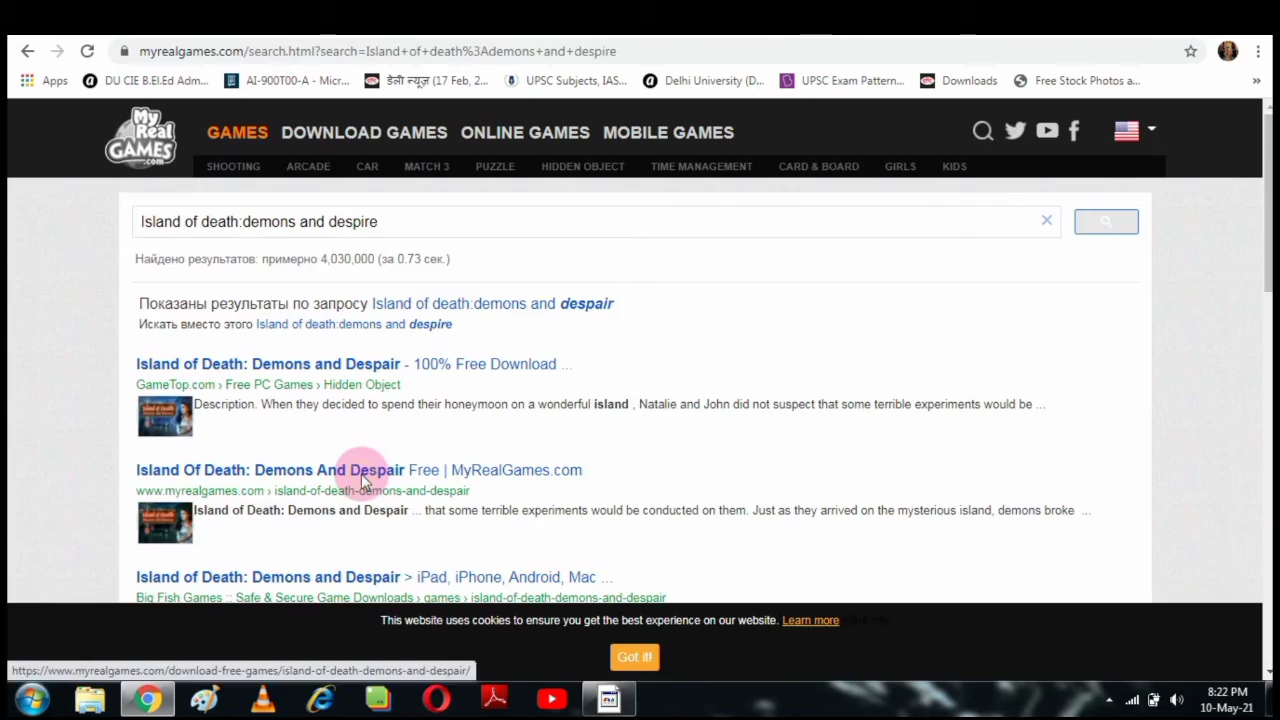 myrealgames.com/search.html?search=Island+of+death%3Ademons+and+despire
Apps DU CIE B.El.Ed Adm... AI-900T00-A - Micr... डेली न्यूज़ (17 Feb, 2... UPSC Subjects, IAS... Delhi University (D... UPSC Exam Pattern... Downloads Free Stock Photos a... »
My Real GAMES .com
GAMES DOWNLOAD GAMES ONLINE GAMES MOBILE GAMES
SHOOTING ARCADE CAR MATCH 3 PUZZLE HIDDEN OBJECT TIME MANAGEMENT CARD & BOARD GIRLS KIDS
Island of death:demons and despire
Найдено результатов: примерно 4,030,000 (за 0.73 сек.)
Показаны результаты по запросу Island of death:demons and despair
Искать вместо этого Island of death:demons and despire
Island of Death: Demons and Despair - 100% Free Download ...
GameTop.com › Free PC Games › Hidden Object
Description. When they decided to spend their honeymoon on a wonderful island , Natalie and John did not suspect that some terrible experiments would be ...
Island Of Death: Demons And Despair Free | MyRealGames.com
www.myrealgames.com › island-of-death-demons-and-despair
Island of Death: Demons and Despair ... that some terrible experiments would be conducted on them. Just as they arrived on the mysterious island, demons broke ...
Island of Death: Demons and Despair > iPad, iPhone, Android, Mac ...
Big Fish Games :: Safe & Secure Game Downloads › games › island-of-death-demons-and-despair
This website uses cookies to ensure you get the best experience on our website. Learn more
Got it!
https://www.myrealgames.com/download-free-games/island-of-death-demons-and-despair/
8:22 PM
10-May-21